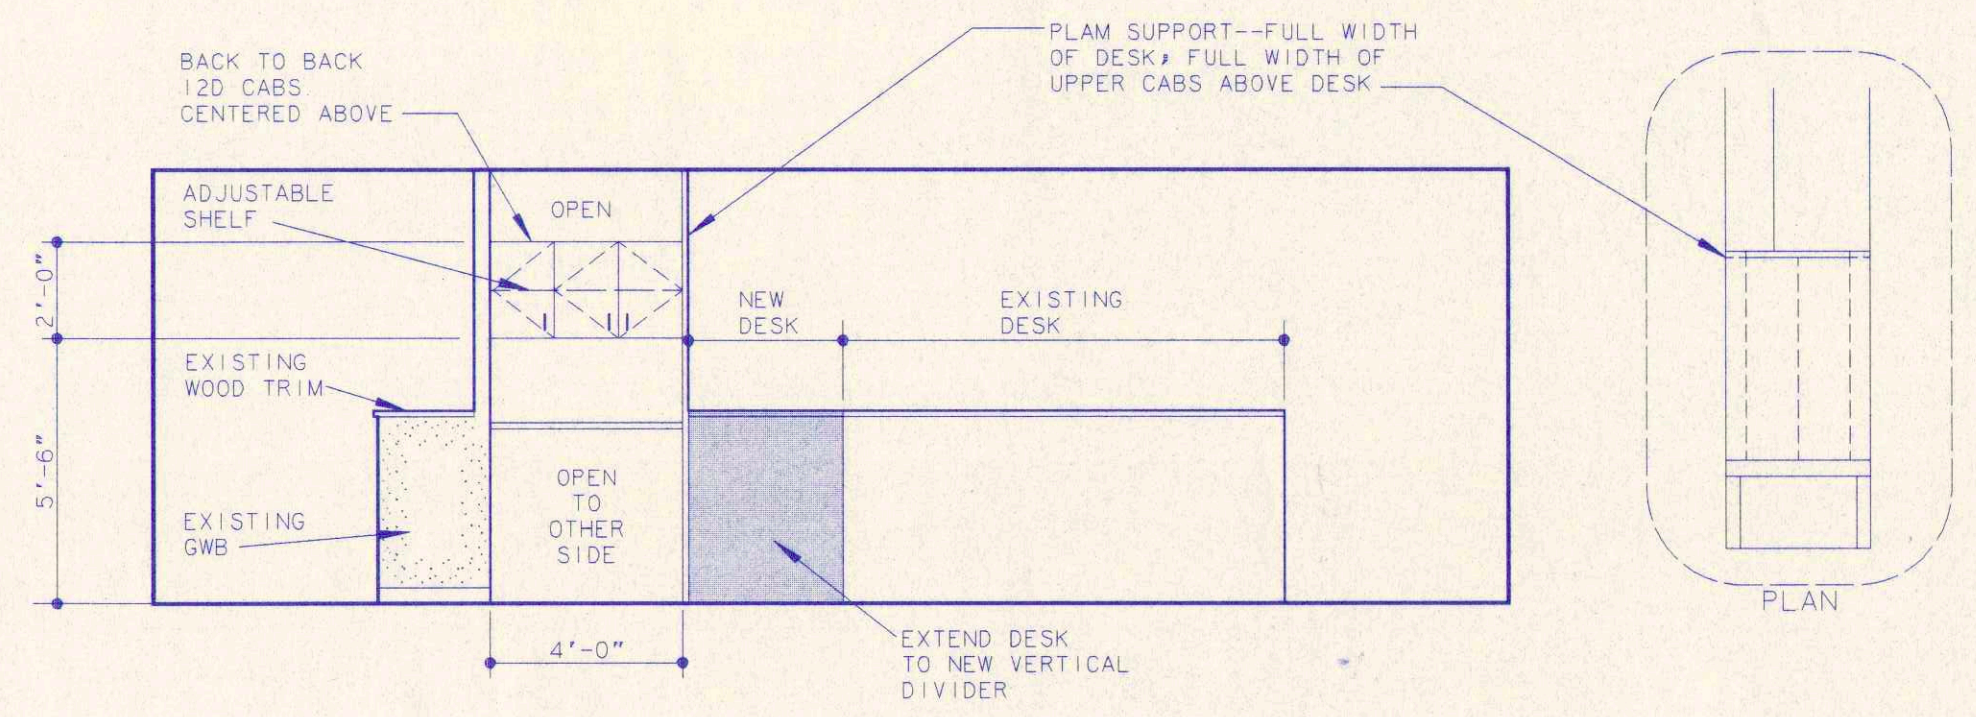 BACK TO BACK
12D CABS
CENTERED ABOVE
PLAM SUPPORT--FULL WIDTH
OF DESK; FULL WIDTH OF
UPPER CABS ABOVE DESK
ADJUSTABLE
SHELF
OPEN
2'-0"
NEW
DESK
EXISTING
DESK
EXISTING
WOOD TRIM
5'-6"
EXISTING
GWB
OPEN
TO
OTHER
SIDE
PLAN
4'-0"
EXTEND DESK
TO NEW VERTICAL
DIVIDER